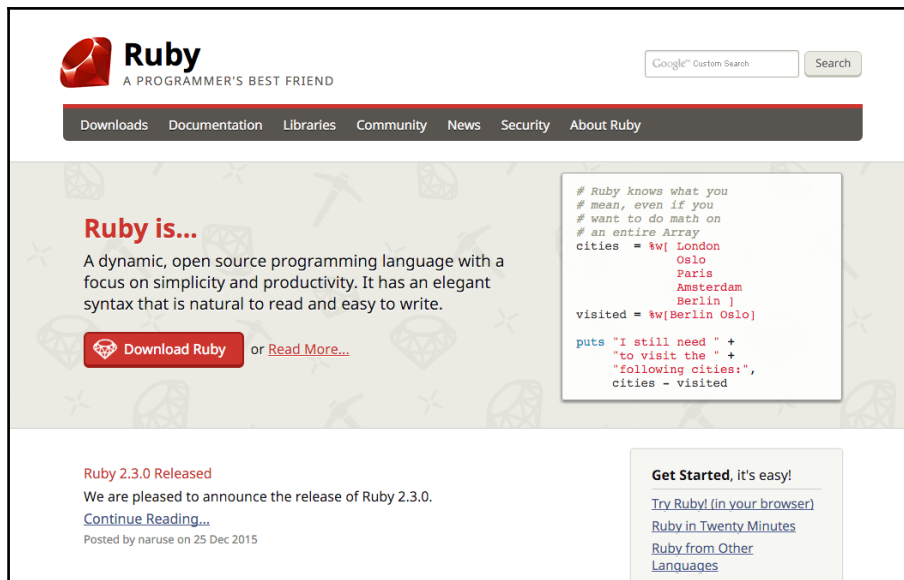 Ruby
A PROGRAMMER'S BEST FRIEND
Google™ Custom Search
Search
Downloads Documentation Libraries Community News Security About Ruby
Ruby is...
A dynamic, open source programming language with a
focus on simplicity and productivity. It has an elegant
syntax that is natural to read and easy to write.
Download Ruby or Read More...
# Ruby knows what you
# mean, even if you
# want to do math on
# an entire Array
cities = %w[ London
Oslo
Paris
Amsterdam
Berlin ]
visited = %w[Berlin Oslo]
puts "I still need " +
"to visit the " +
"following cities:",
cities - visited
Ruby 2.3.0 Released
We are pleased to announce the release of Ruby 2.3.0.
Continue Reading...
Posted by naruse on 25 Dec 2015
Get Started, it's easy!
Try Ruby! (in your browser)
Ruby in Twenty Minutes
Ruby from Other
Languages